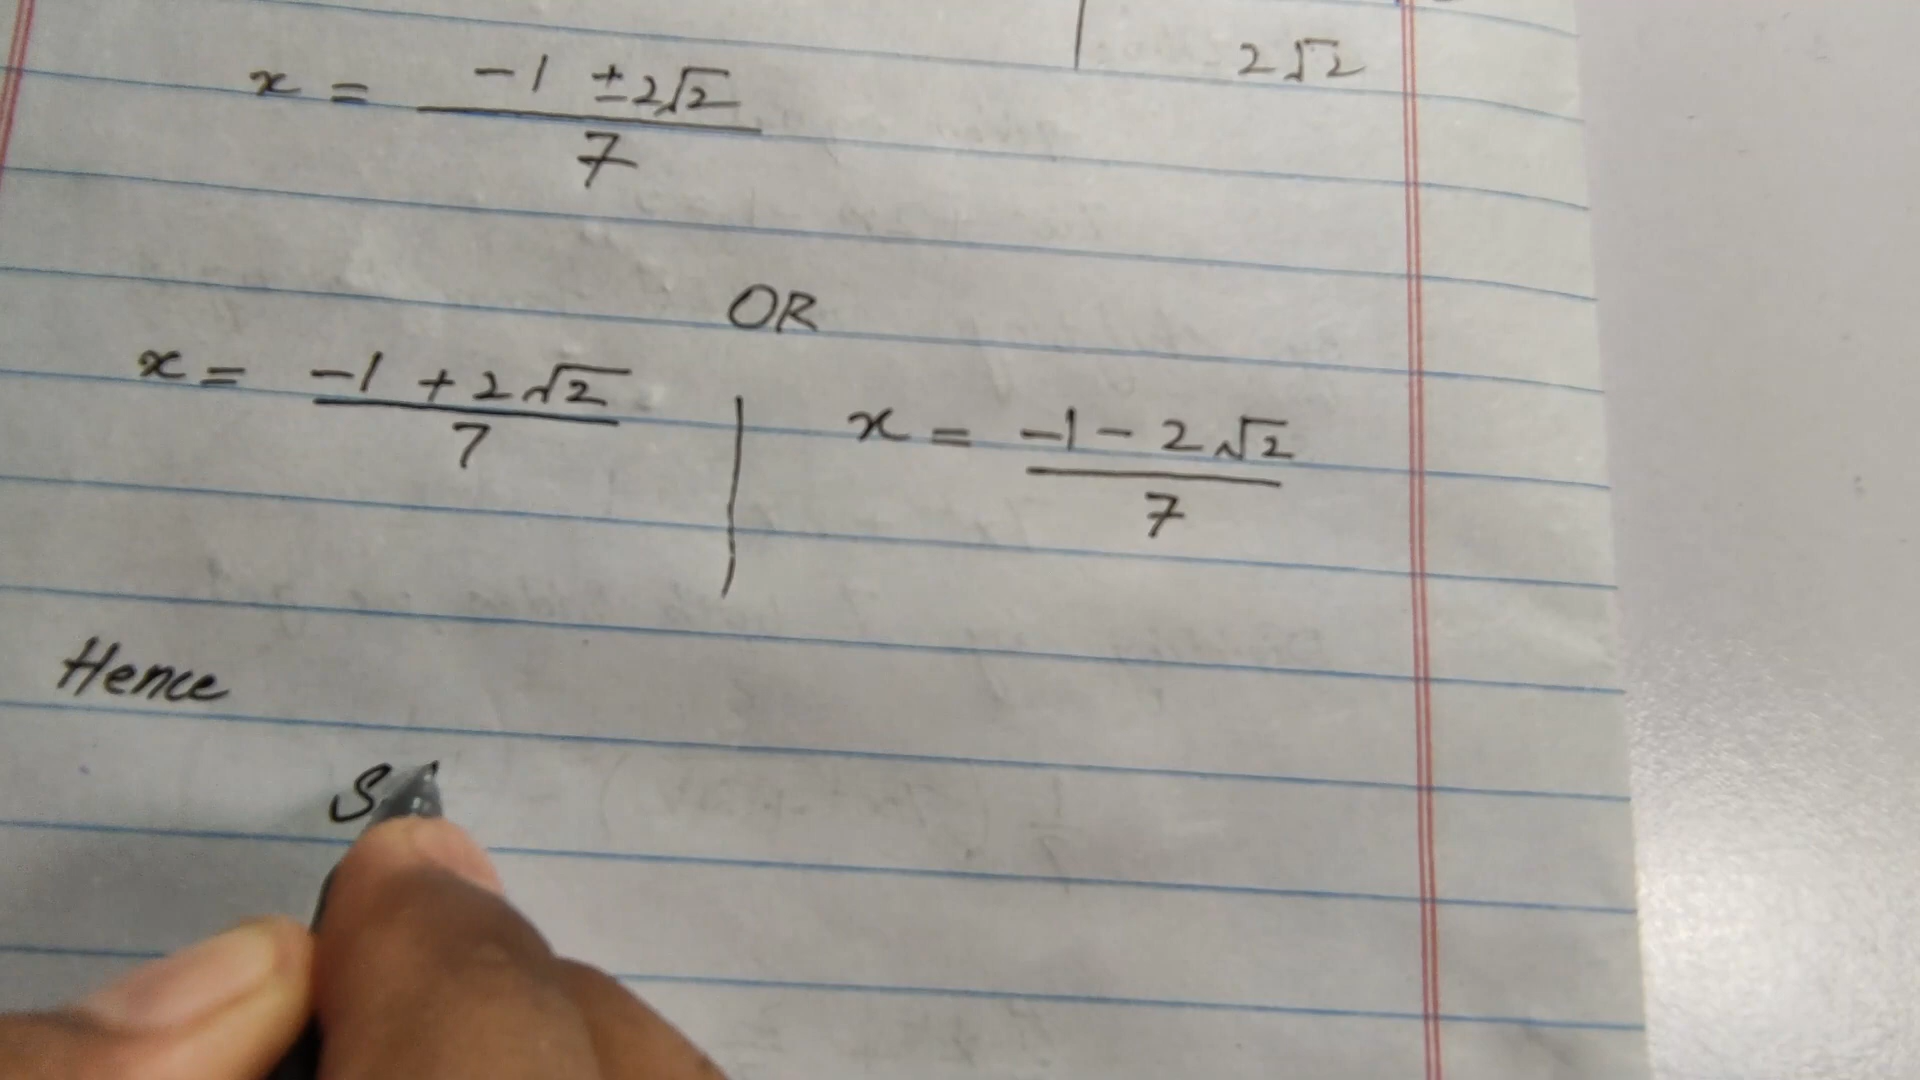 2√2
x = (-1 ±2√2)/7
OR
x = (-1 + 2√2)/7 | x = (-1 - 2√2)/7
Hence
S